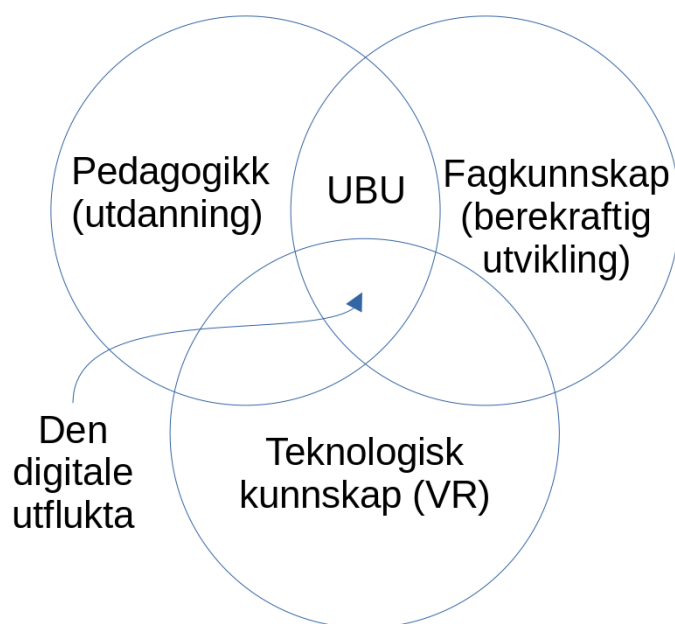 Pedagogikk
(utdanning)
UBU
Fagkunnskap
(berekraftig
utvikling)
Den
digitale
utflukta
Teknologisk
kunnskap (VR)